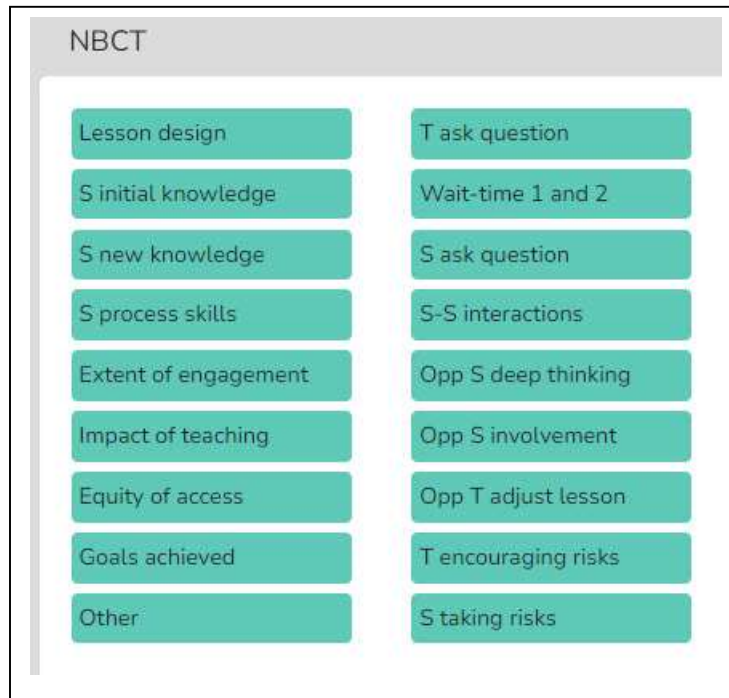 NBCT
Lesson design
S initial knowledge
S new knowledge
S process skills
Extent of engagement
Impact of teaching
Equity of access
Goals achieved
Other
T ask question
Wait-time 1 and 2
S ask question
S-S interactions
Opp S deep thinking
Opp S involvement
Opp T adjust lesson
T encouraging risks
S taking risks